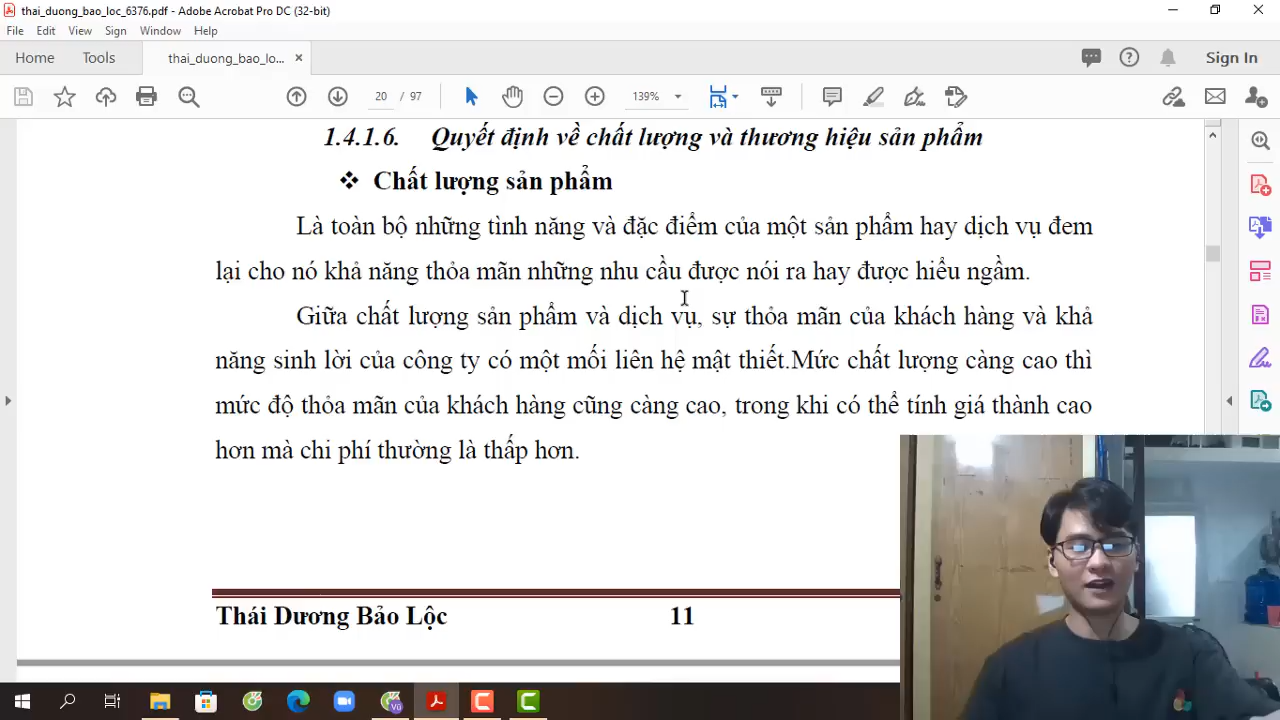 thai_duong_bao_loc_6376.pdf - Adobe Acrobat Pro DC (32-bit)
File Edit View Sign Window Help
Home Tools thai_duong_bao_lo... × Sign In
20 / 97 139%
1.4.1.6. Quyết định về chất lượng và thương hiệu sản phẩm
❖ Chất lượng sản phẩm
Là toàn bộ những tình năng và đặc điểm của một sản phẩm hay dịch vụ đem
lại cho nó khả năng thỏa mãn những nhu cầu được nói ra hay được hiểu ngầm.
Giữa chất lượng sản phẩm và dịch vụ, sự thỏa mãn của khách hàng và khả
năng sinh lời của công ty có một mối liên hệ mật thiết.Mức chất lượng càng cao thì
mức độ thỏa mãn của khách hàng cũng càng cao, trong khi có thể tính giá thành cao
hơn mà chi phí thường là thấp hơn.
Thái Dương Bảo Lộc 11
Vũ